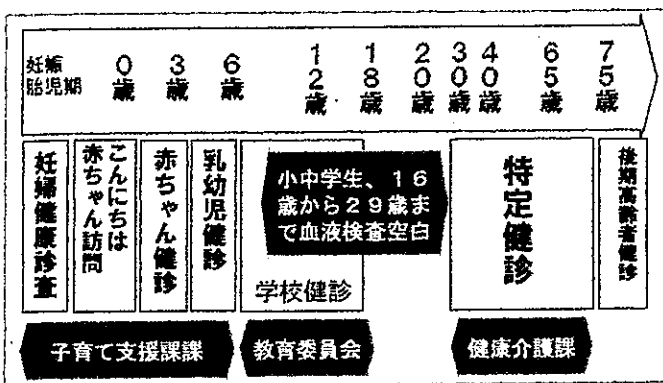 妊娠
胎児期
0歳
3歳
6歳
12歳
18歳
20歳
30歳
40歳
65歳
75歳
妊婦健康診査
こんにちは
赤ちゃん訪問
赤ちゃん健診
乳幼児健診
小中学生、16
歳から29歳ま
で血液検査空白
学校健診
特定健診
後期高齢者健診
子育て支援課課
教育委員会
健康介護課